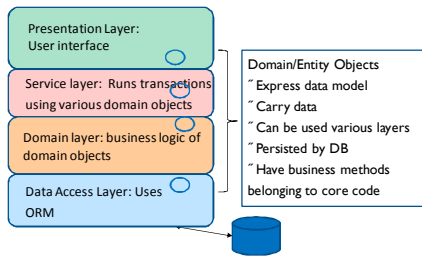 Presentation Layer:
User interface
Service layer:  Runs transactions
using various domain objects
Domain layer: business logic of
domain objects
Data Access Layer: Uses
ORM
Domain/Entity Objects
˝ Express data model
˝ Carry data
˝ Can be used various layers
˝ Persisted by DB
˝ Have business methods
belonging to core code